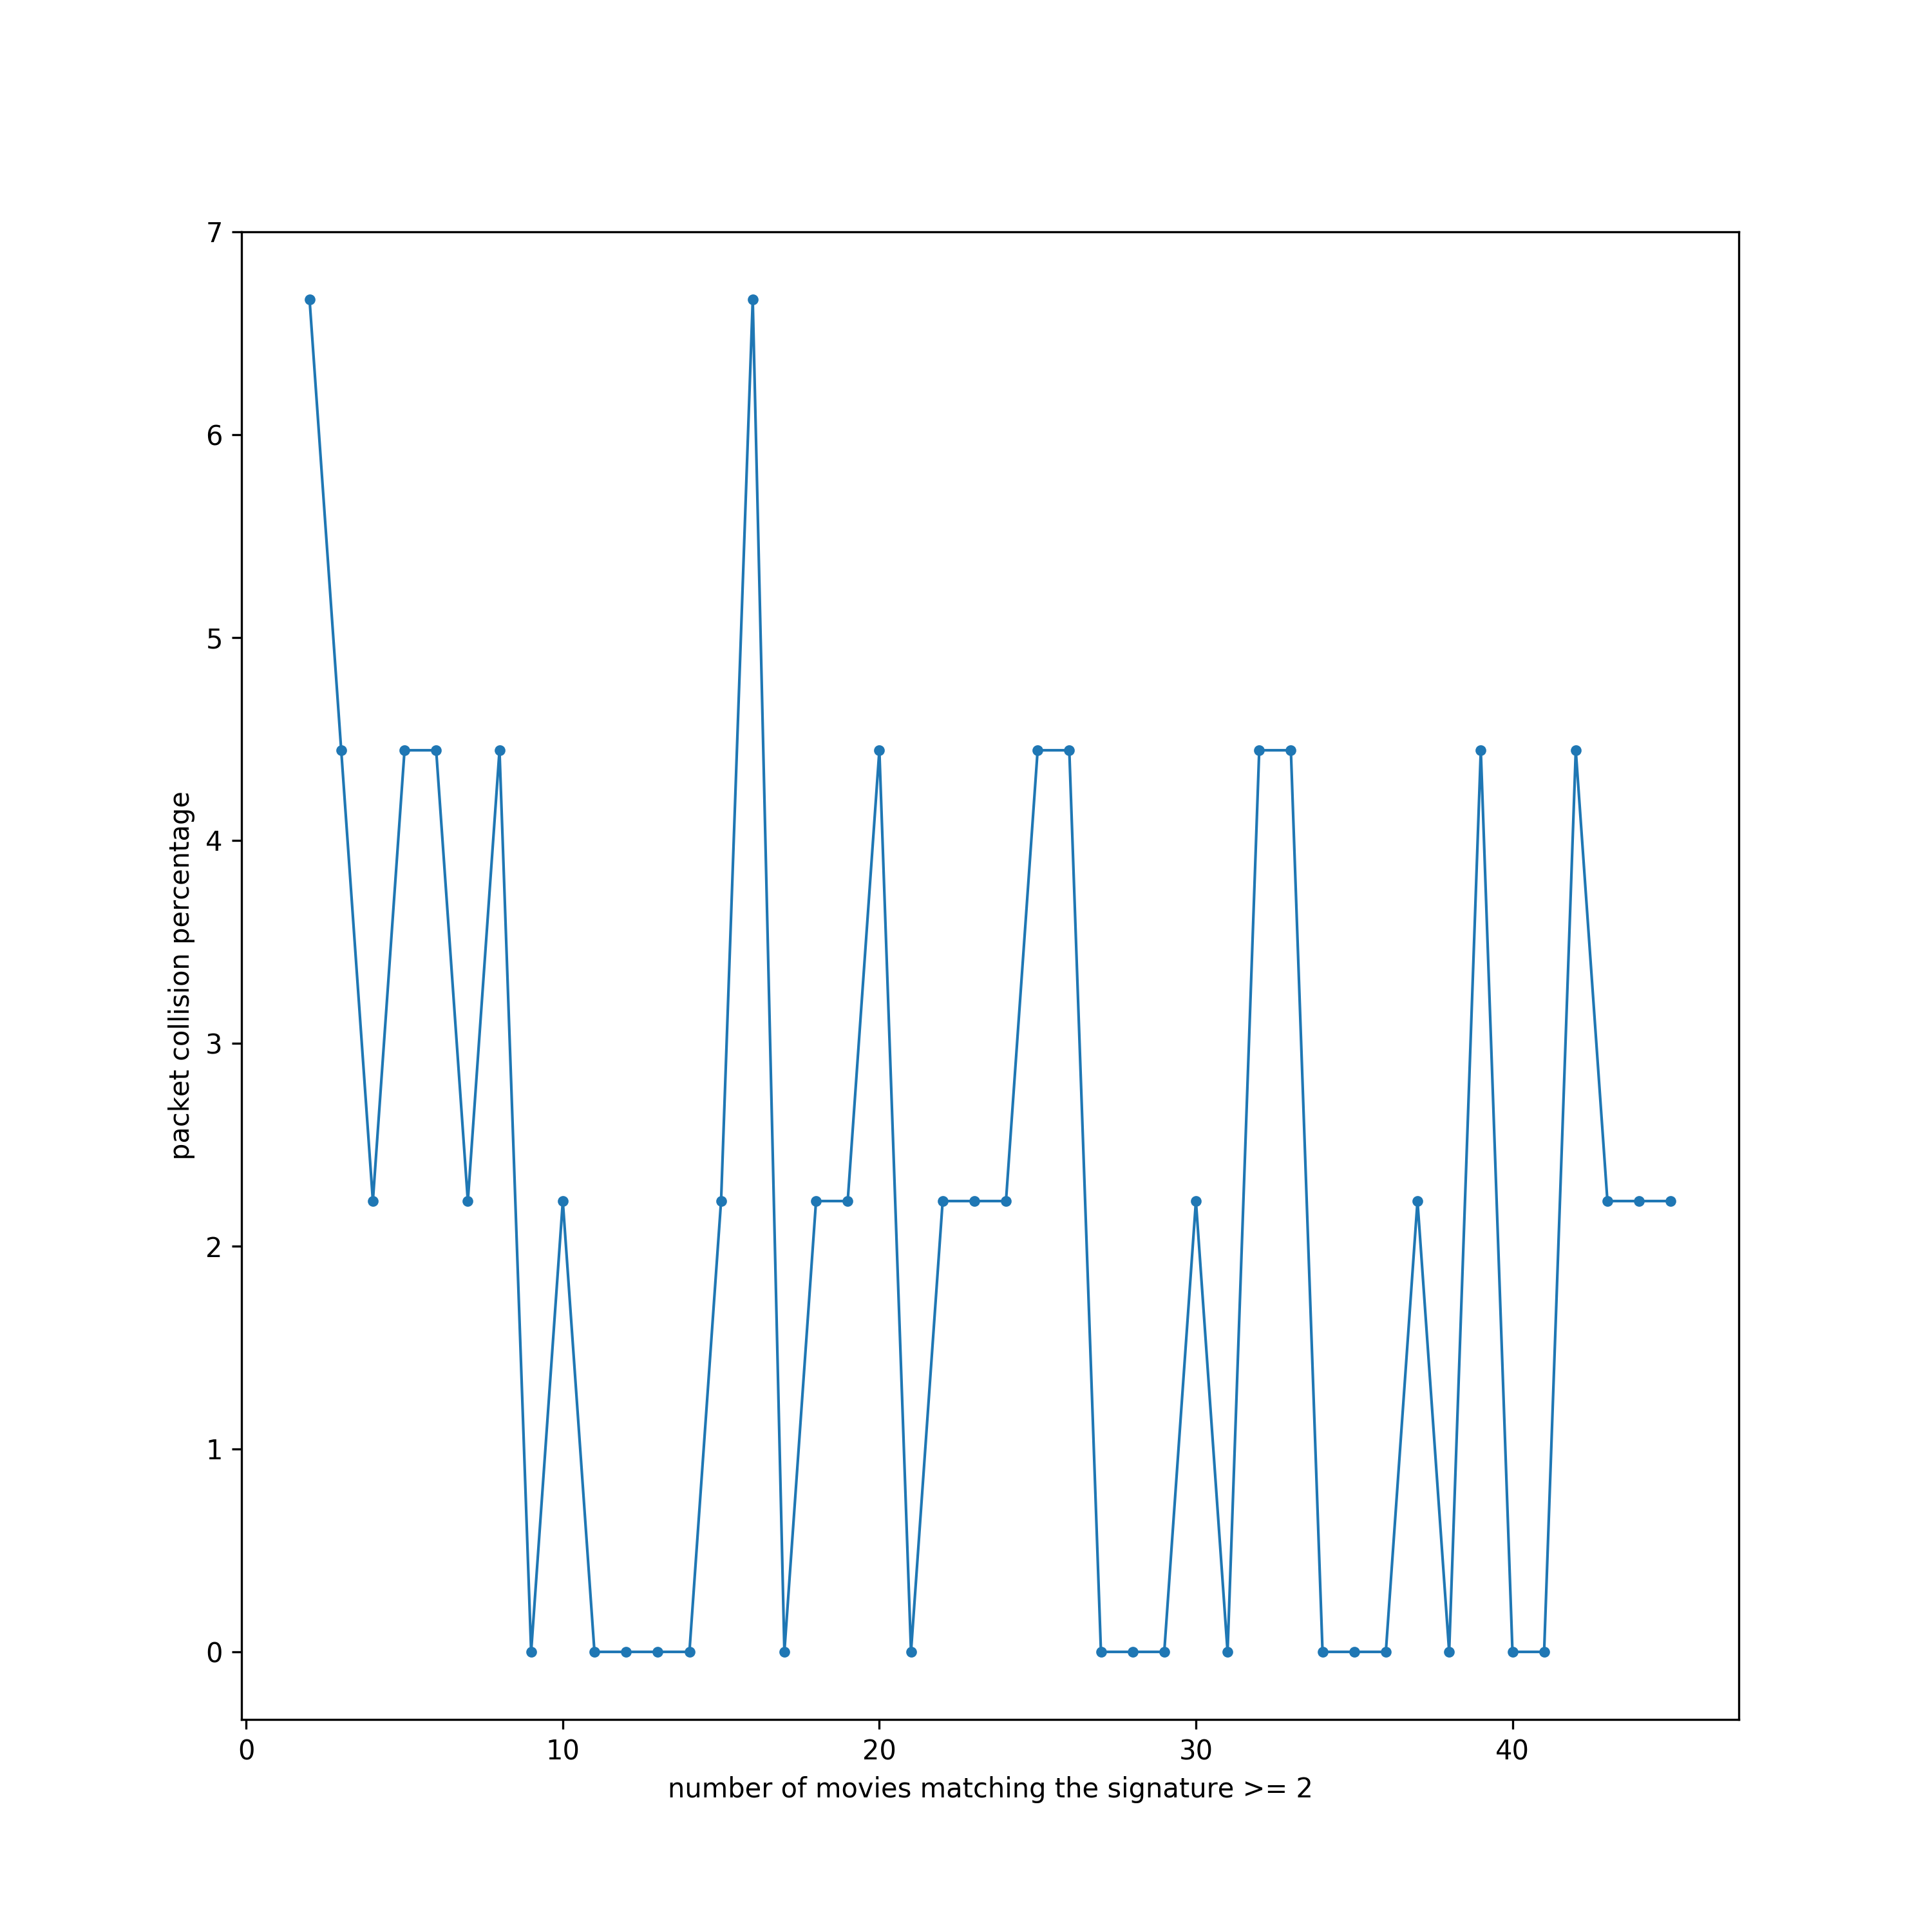 7
6
5
4
3
2
1
0
packet collision percentage
0 10 20 30 40
number of movies matching the signature >= 2